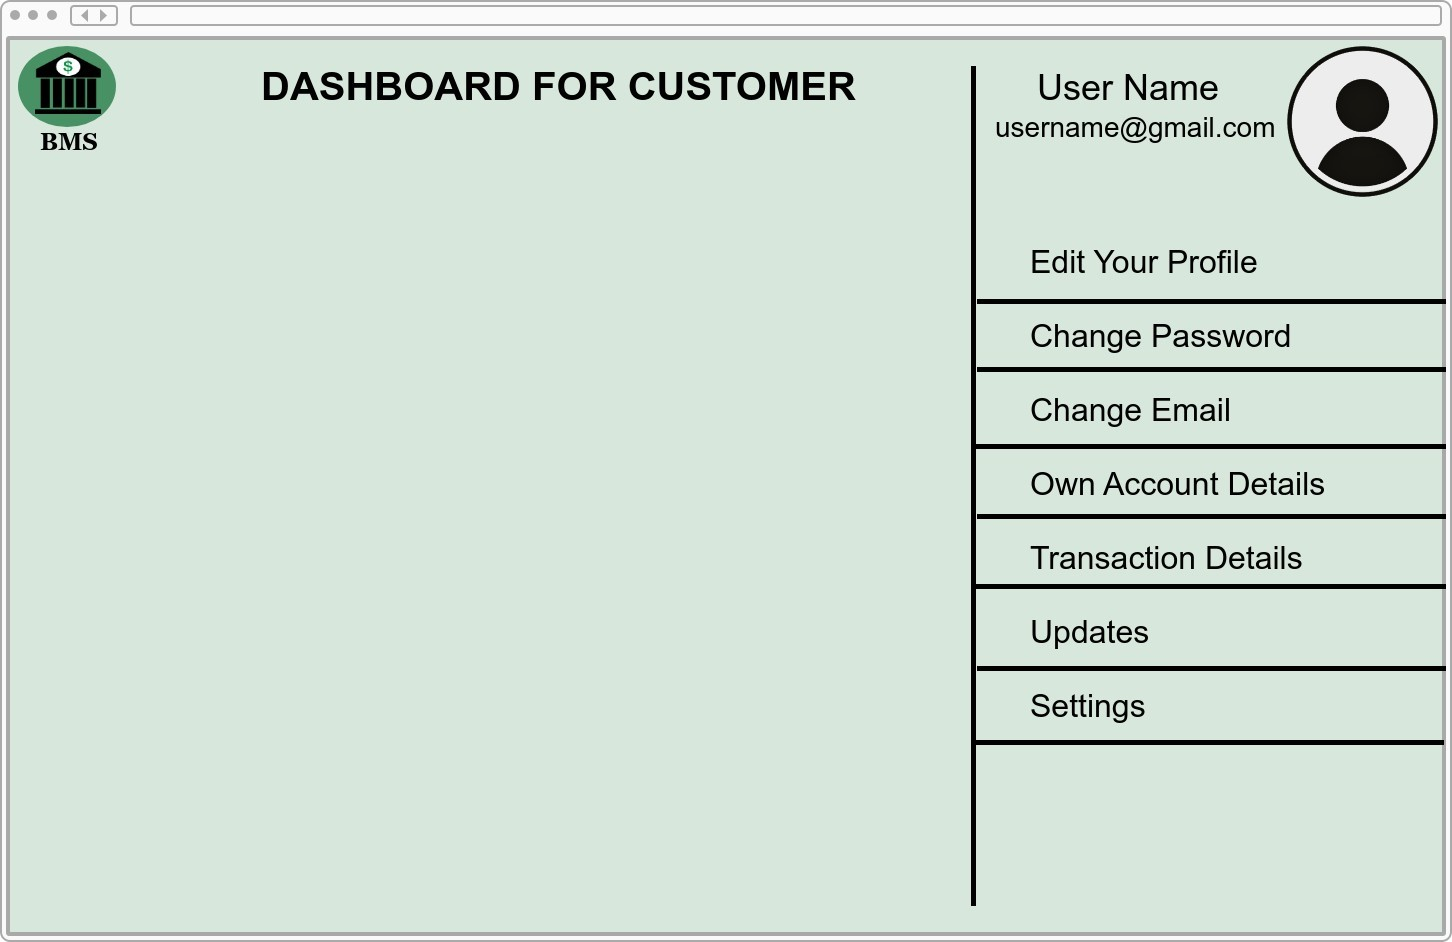 $
BMS
DASHBOARD FOR CUSTOMER
User Name
username@gmail.com
Edit Your Profile
Change Password
Change Email
Own Account Details
Transaction Details
Updates
Settings